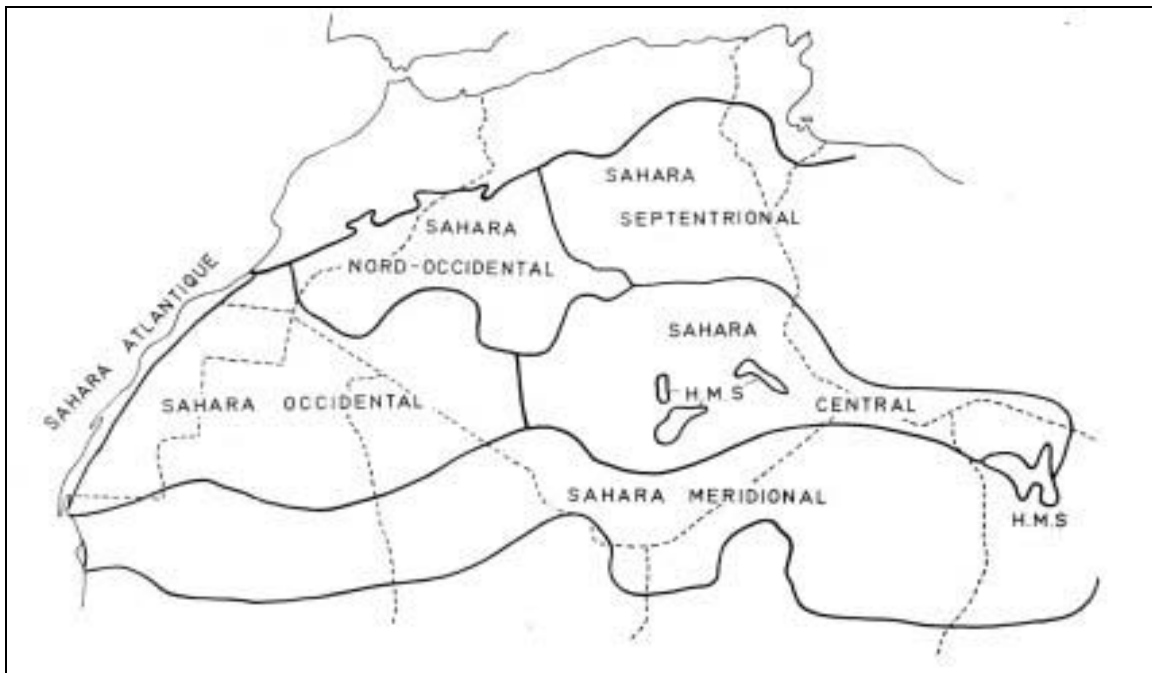 SAHARA
SEPTENTRIONAL
SAHARA
NORD-OCCIDENTAL
SAHARA ATLANTIQUE
SAHARA
H.M.S
CENTRAL
SAHARA OCCIDENTAL
SAHARA MERIDIONAL
H.M.S